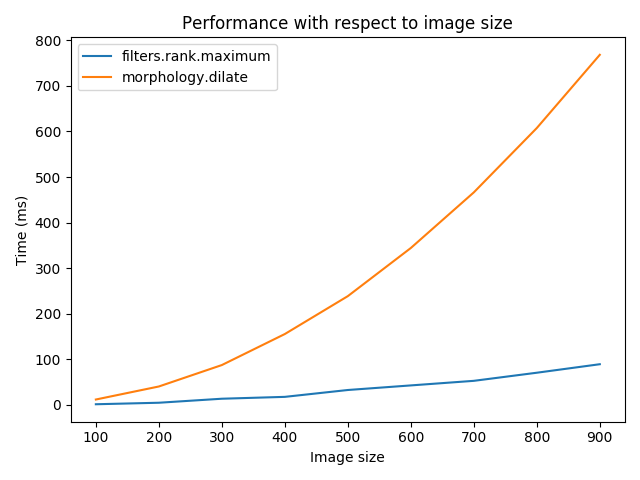 Performance with respect to image size
filters.rank.maximum
morphology.dilate
Time (ms)
800
700
600
500
400
300
200
100
0
100 200 300 400 500 600 700 800 900
Image size